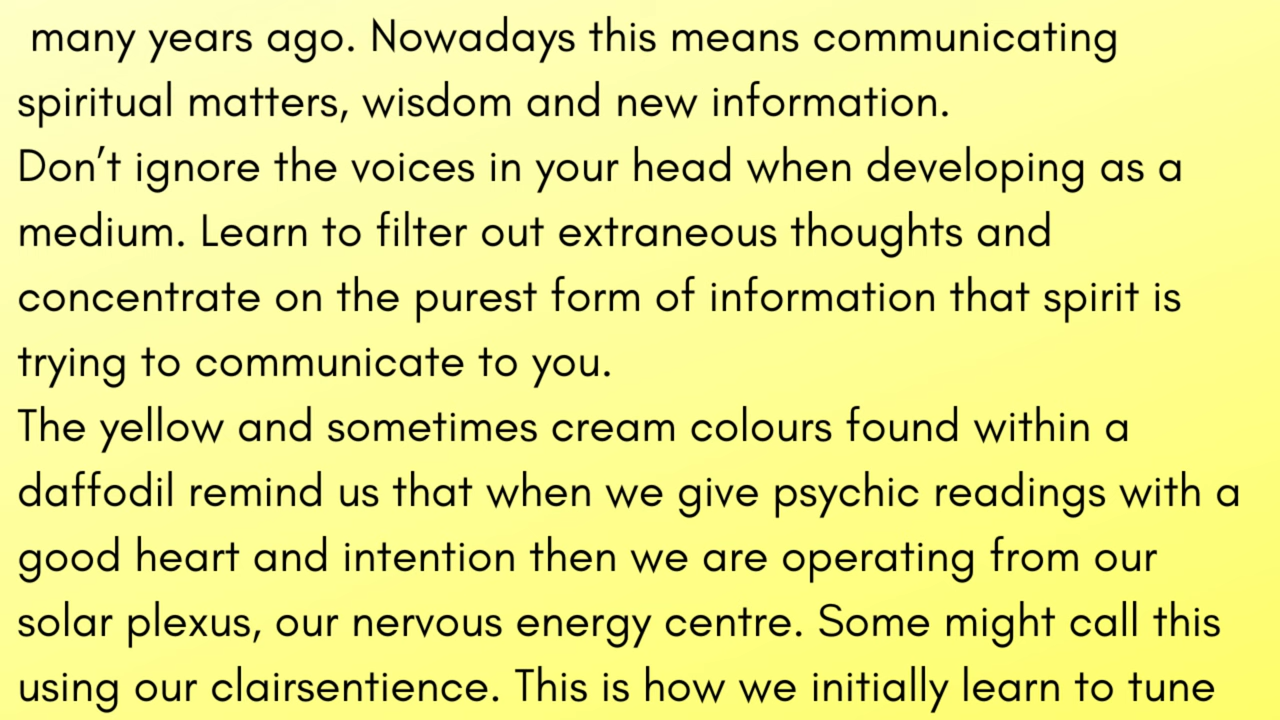 many years ago. Nowadays this means communicating
spiritual matters, wisdom and new information.
Don’t ignore the voices in your head when developing as a
medium. Learn to filter out extraneous thoughts and
concentrate on the purest form of information that spirit is
trying to communicate to you.
The yellow and sometimes cream colours found within a
daffodil remind us that when we give psychic readings with a
good heart and intention then we are operating from our
solar plexus, our nervous energy centre. Some might call this
using our clairsentience. This is how we initially learn to tune